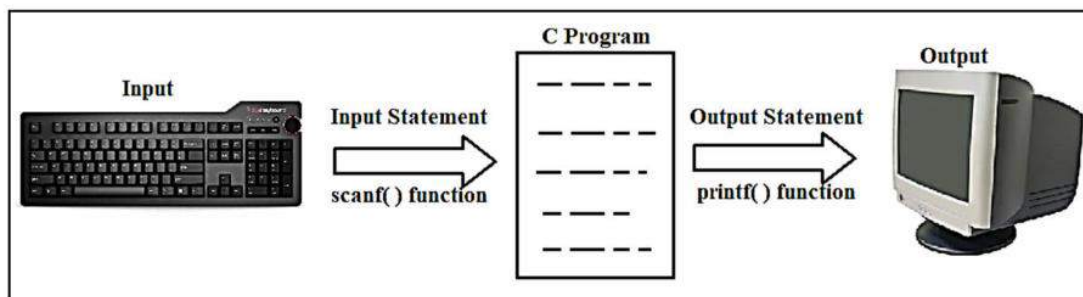 C Program
Output
Input
Input Statement
Output Statement
scanf( ) function
printf( ) function